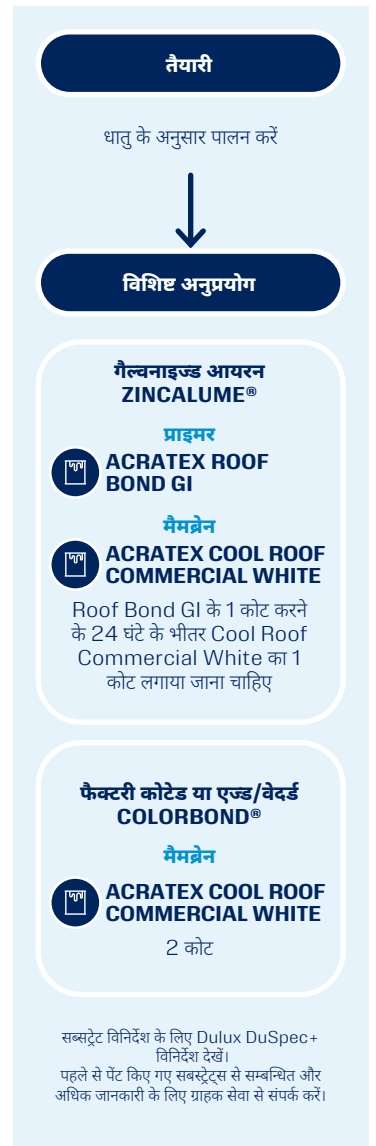 तैयारी
धातु के अनुसार पालन करें
विशिष्ट अनुप्रयोग
गैल्वनाइज्ड आयरन
ZINCALUME®
प्राइमर
ACRATEX ROOF
BOND GI
मैमब्रेन
ACRATEX COOL ROOF
COMMERCIAL WHITE
Roof Bond GI के 1 कोट करने
के 24 घंटे के भीतर Cool Roof
Commercial White का 1
कोट लगाया जाना चाहिए
फैक्टरी कोटेड या एज्ड/वेदर्ड
COLORBOND®
मैमब्रेन
ACRATEX COOL ROOF
COMMERCIAL WHITE
2 कोट
सब्सट्रेट विनिर्देश के लिए Dulux DuSpec+
विनिर्देश देखें।
पहले से पेंट किए गए सबस्ट्रेट्स से सम्बन्धित और
अधिक जानकारी के लिए ग्राहक सेवा से संपर्क करें।